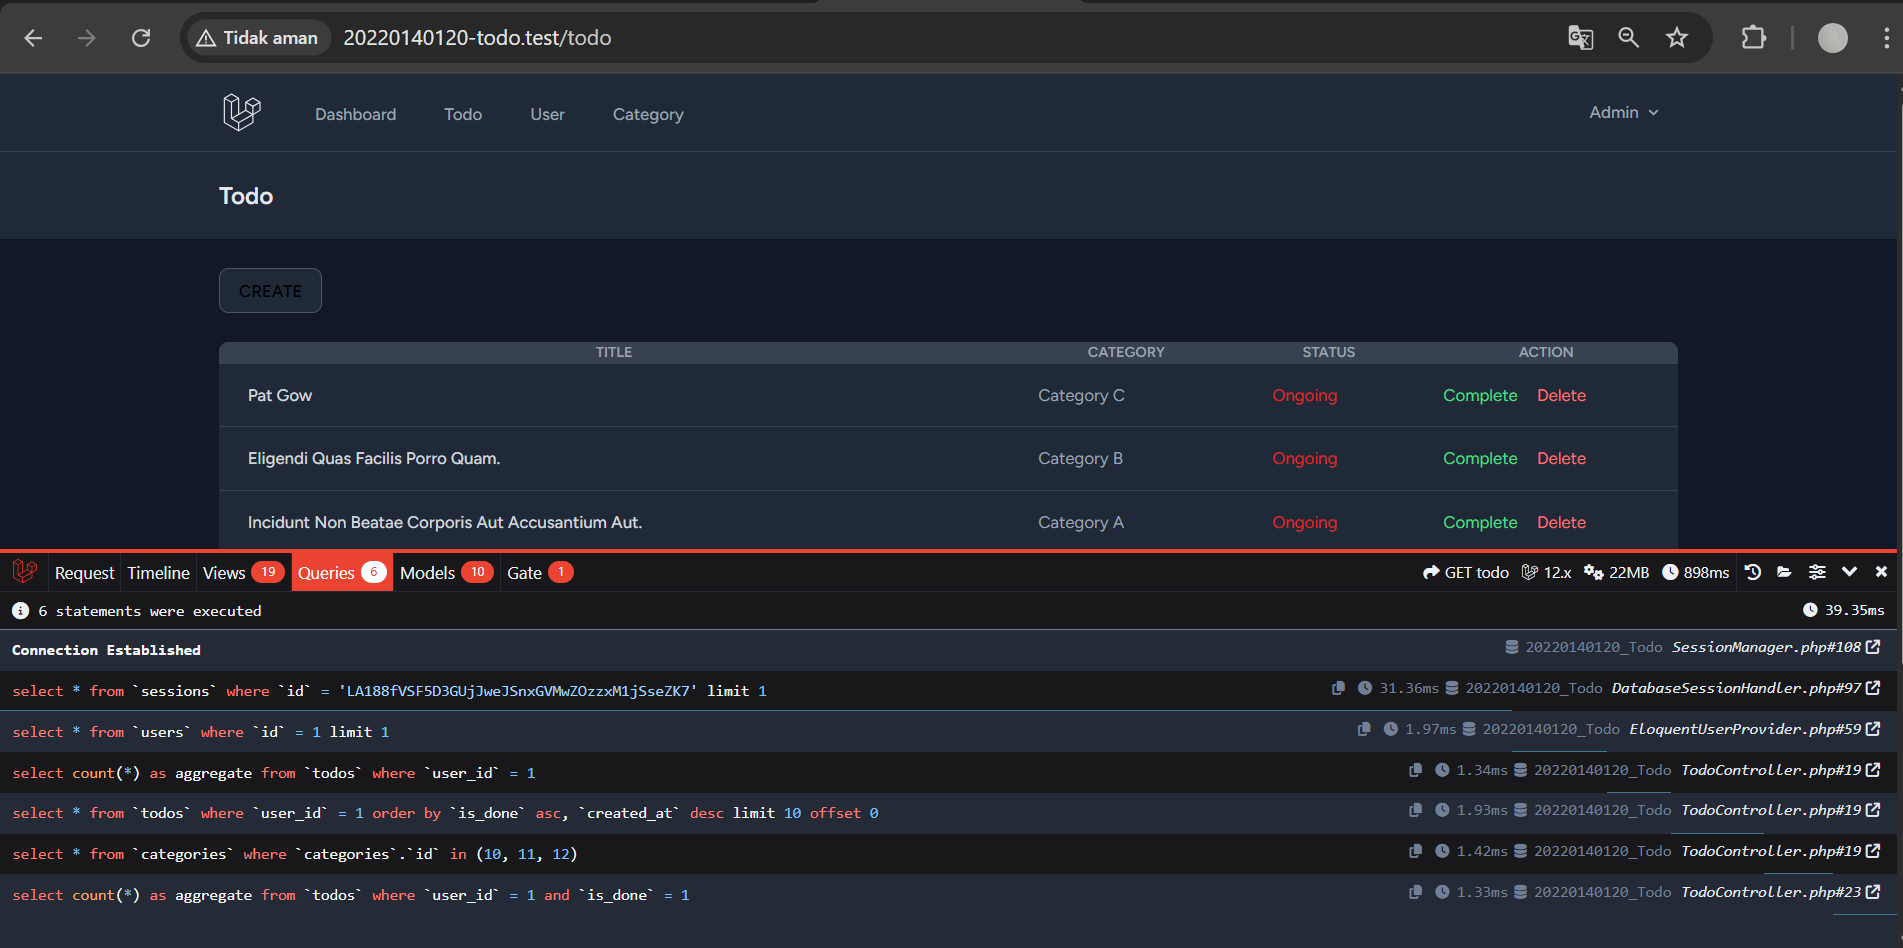 Tidak aman 20220140120-todo.test/todo
Dashboard Todo User Category Admin
Todo
CREATE
TITLE CATEGORY STATUS ACTION
Pat Gow Category C Ongoing Complete Delete
Eligendi Quas Facilis Porro Quam. Category B Ongoing Complete Delete
Incidunt Non Beatae Corporis Aut Accusantium Aut. Category A Ongoing Complete Delete
Request Timeline Views 19 Queries 6 Models 10 Gate 1 GET todo 12.x 22MB 898ms
6 statements were executed 39.35ms
Connection Established 20220140120_Todo SessionManager.php#108
select * from `sessions` where `id` = 'LA188fVSF5D3GUjJweJSnxGVMwZOzzxM1jSseZK7' limit 1 31.36ms 20220140120_Todo DatabaseSessionHandler.php#97
select * from `users` where `id` = 1 limit 1 1.97ms 20220140120_Todo EloquentUserProvider.php#59
select count(*) as aggregate from `todos` where `user_id` = 1 1.34ms 20220140120_Todo TodoController.php#19
select * from `todos` where `user_id` = 1 order by `is_done` asc, `created_at` desc limit 10 offset 0 1.93ms 20220140120_Todo TodoController.php#19
select * from `categories` where `categories`.`id` in (10, 11, 12) 1.42ms 20220140120_Todo TodoController.php#19
select count(*) as aggregate from `todos` where `user_id` = 1 and `is_done` = 1 1.33ms 20220140120_Todo TodoController.php#23